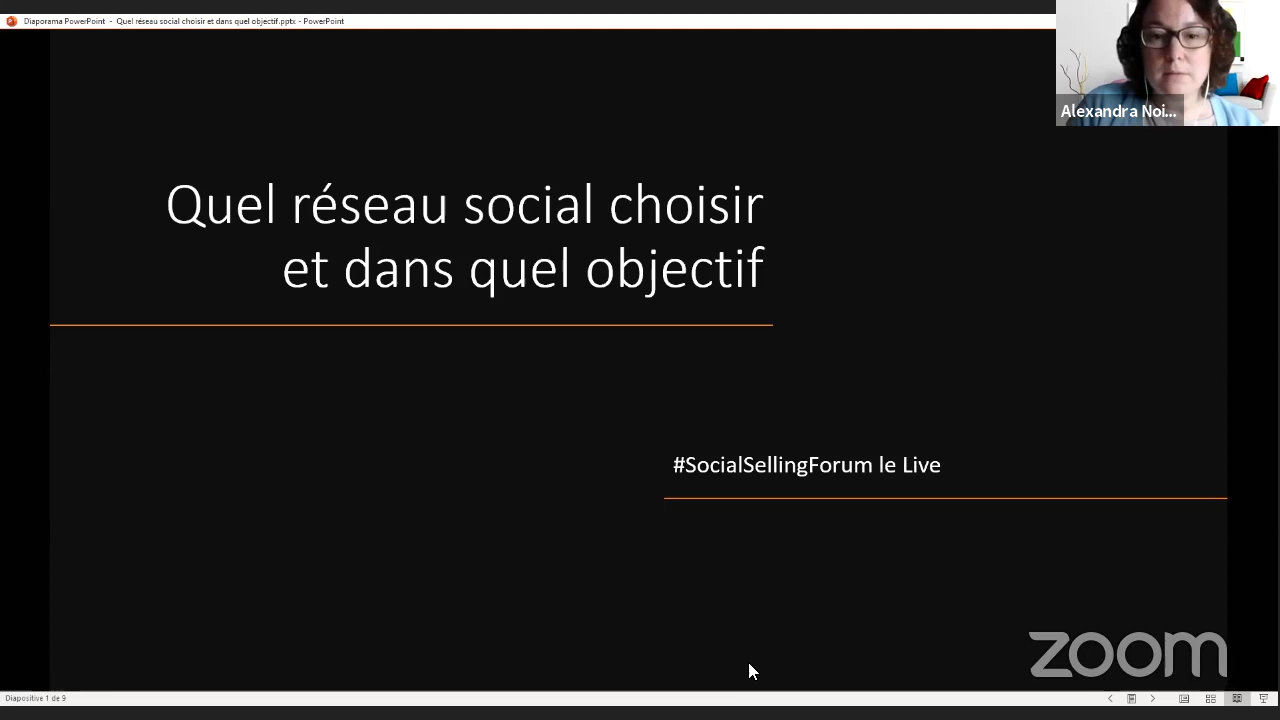 Diaporama PowerPoint - Quel réseau social choisir et dans quel objectif.pptx - PowerPoint
Alexandra Noi...
Quel réseau social choisir
et dans quel objectif
#SocialSellingForum le Live
zoom
Diapositive 1 de 9